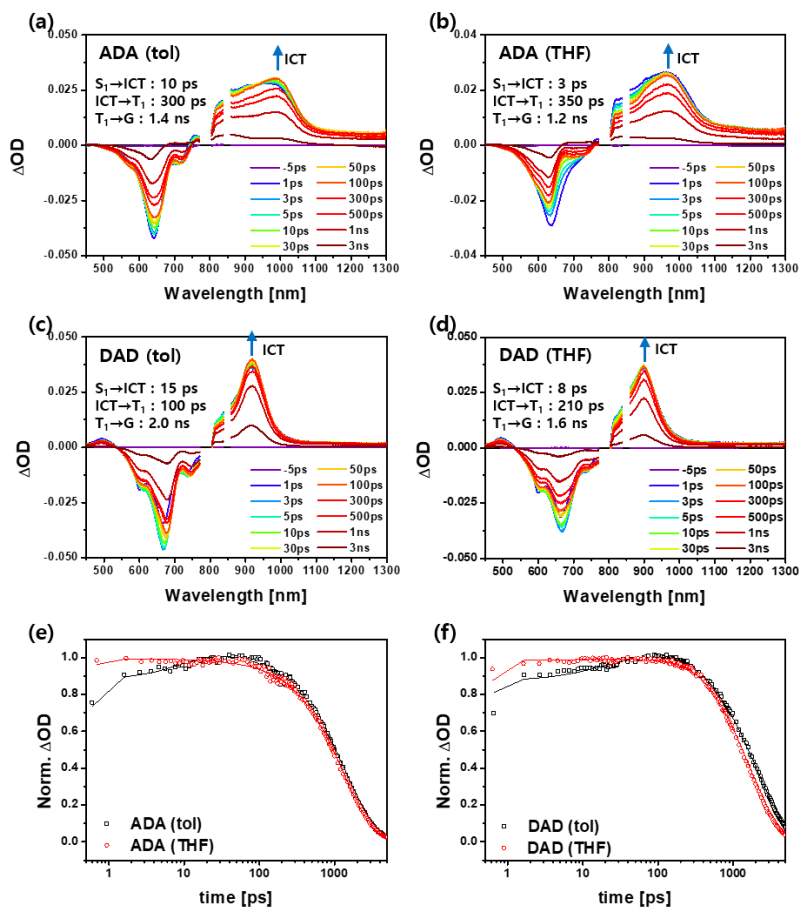 (a)
ADA (tol)
ICT
S₁→ICT : 10 ps
ICT→T₁ : 300 ps
T₁→G : 1.4 ns
0.050
0.025
0.000
-0.025
-0.050
ΔOD
-5ps 50ps
1ps 100ps
3ps 300ps
5ps 500ps
10ps 1ns
30ps 3ns
500 600 700 800 900 1000 1100 1200 1300
Wavelength [nm]
(b)
ADA (THF)
ICT
S₁→ICT : 3 ps
ICT→T₁ : 350 ps
T₁→G : 1.2 ns
0.04
0.02
0.00
-0.02
-0.04
ΔOD
-5ps 50ps
1ps 100ps
3ps 300ps
5ps 500ps
10ps 1ns
30ps 3ns
500 600 700 800 900 1000 1100 1200 1300
Wavelength [nm]
(c)
DAD (tol)
ICT
S₁→ICT : 15 ps
ICT→T₁ : 100 ps
T₁→G : 2.0 ns
0.050
0.025
0.000
-0.025
-0.050
ΔOD
-5ps 50ps
1ps 100ps
3ps 300ps
5ps 500ps
10ps 1ns
30ps 3ns
500 600 700 800 900 1000 1100 1200 1300
Wavelength [nm]
(d)
DAD (THF)
ICT
S₁→ICT : 8 ps
ICT→T₁ : 210 ps
T₁→G : 1.6 ns
0.050
0.025
0.000
-0.025
-0.050
ΔOD
-5ps 50ps
1ps 100ps
3ps 300ps
5ps 500ps
10ps 1ns
30ps 3ns
500 600 700 800 900 1000 1100 1200 1300
Wavelength [nm]
(e)
1.0
0.8
0.6
0.4
0.2
0.0
Norm. ΔOD
ADA (tol)
ADA (THF)
1 10 100 1000
time [ps]
(f)
1.0
0.8
0.6
0.4
0.2
0.0
Norm. ΔOD
DAD (tol)
DAD (THF)
1 10 100 1000
time [ps]